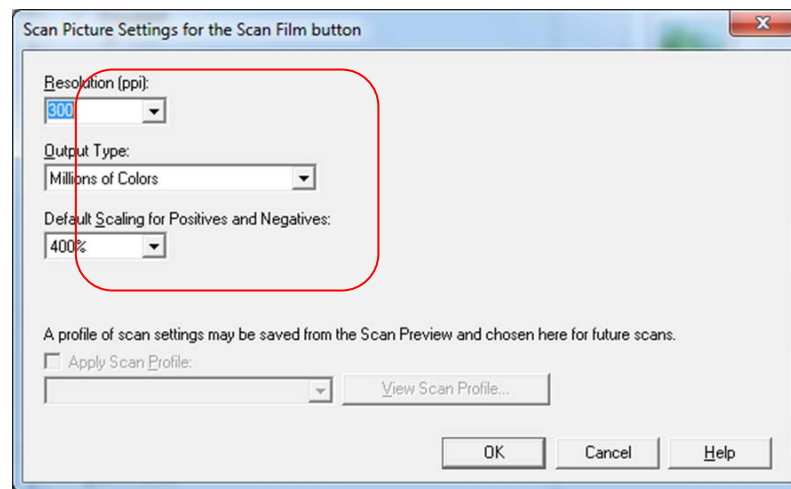 Scan Picture Settings for the Scan Film button
Resolution (ppi):
300
Output Type:
Millions of Colors
Default Scaling for Positives and Negatives:
400%
A profile of scan settings may be saved from the Scan Preview and chosen here for future scans.
Apply Scan Profile:
View Scan Profile...
OK Cancel Help